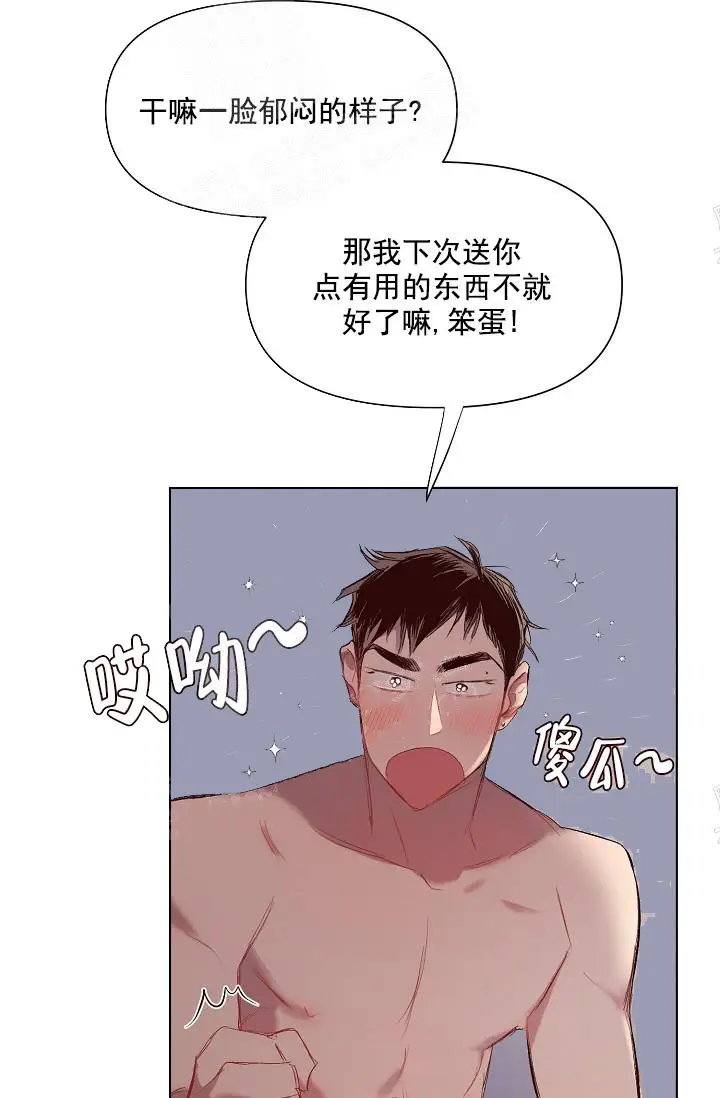 干嘛一脸郁闷的样子?
那我下次送你
点有用的东西不就
好了嘛,笨蛋!
哎呦~
傻瓜~